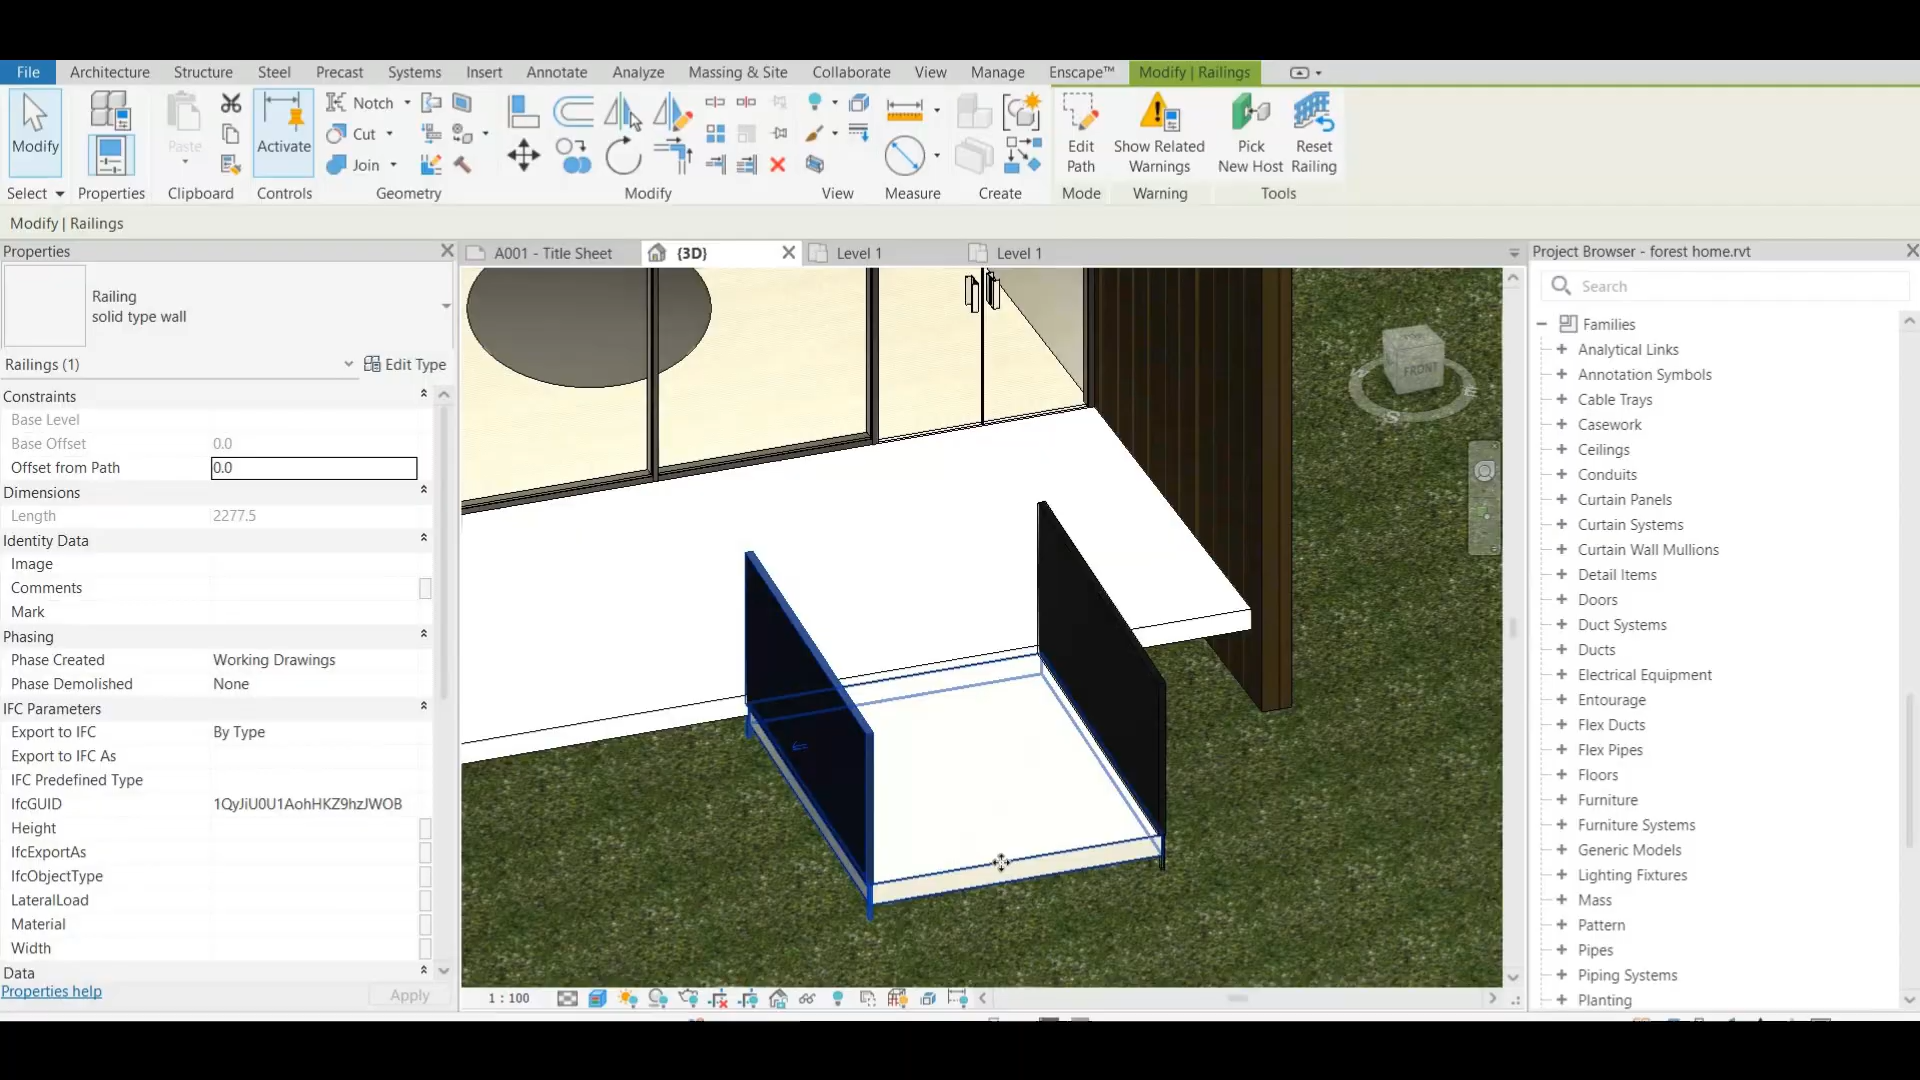 File Architecture Structure Steel Precast Systems Insert Annotate Analyze Massing & Site Collaborate View Manage Enscape™ Modify | Railings
Modify Paste Activate Notch Cut Join Edit Path Show Related Warnings Pick New Host Reset Railing
Select Properties Clipboard Controls Geometry Modify View Measure Create Mode Warning Tools
Modify | Railings
Properties
A001 - Title Sheet {3D} Level 1 Level 1
Project Browser - forest home.rvt
Railing
solid type wall
Railings (1) Edit Type
Constraints
Base Level
Base Offset 0.0
Offset from Path 0.0
Dimensions
Length 2277.5
Identity Data
Image
Comments
Mark
Phasing
Phase Created Working Drawings
Phase Demolished None
IFC Parameters
Export to IFC By Type
Export to IFC As
IFC Predefined Type
IfcGUID 1QyJiU0U1AohHKZ9hzJWOB
Height
IfcExportAs
IfcObjectType
LateralLoad
Material
Width
Data
Properties help Apply
FRONT
S
1 : 100
Search
Families
Analytical Links
Annotation Symbols
Cable Trays
Casework
Ceilings
Conduits
Curtain Panels
Curtain Systems
Curtain Wall Mullions
Detail Items
Doors
Duct Systems
Ducts
Electrical Equipment
Entourage
Flex Ducts
Flex Pipes
Floors
Furniture
Furniture Systems
Generic Models
Lighting Fixtures
Mass
Pattern
Pipes
Piping Systems
Planting